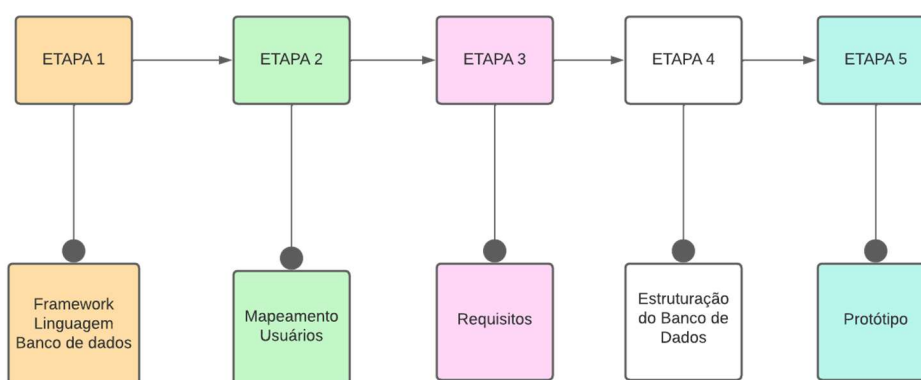 ETAPA 1
ETAPA 2
ETAPA 3
ETAPA 4
ETAPA 5
Framework
Linguagem
Banco de dados
Mapeamento
Usuários
Requisitos
Estruturação
do Banco de
Dados
Protótipo